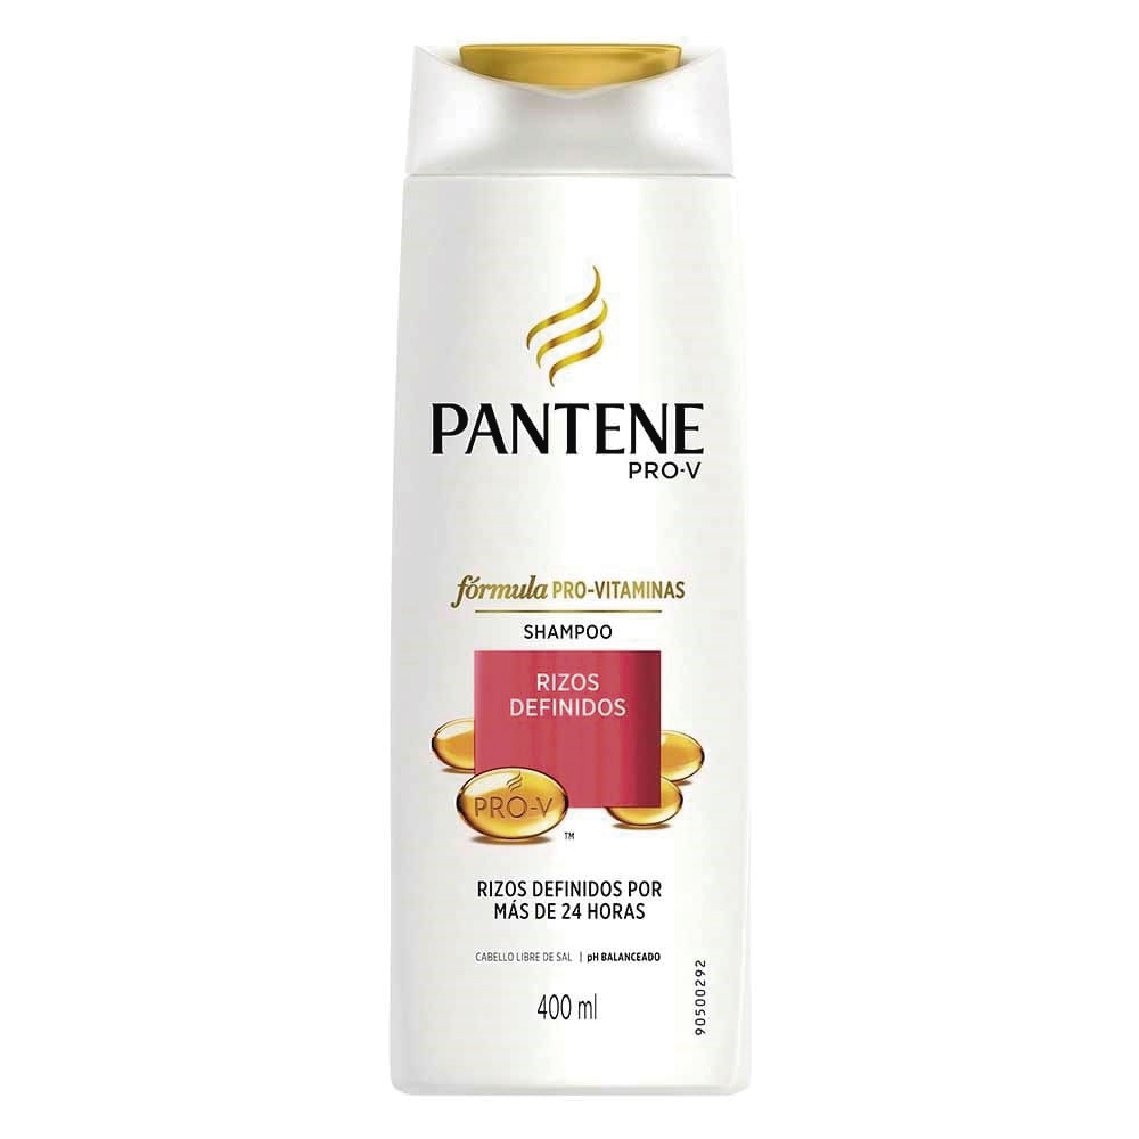 PANTENE
PRO-V
fórmula PRO-VITAMINAS
SHAMPOO
RIZOS
DEFINIDOS
PRO-V
TM
RIZOS DEFINIDOS POR
MÁS DE 24 HORAS
CABELLO LIBRE DE SAL | pH BALANCEADO
400 ml
90500292